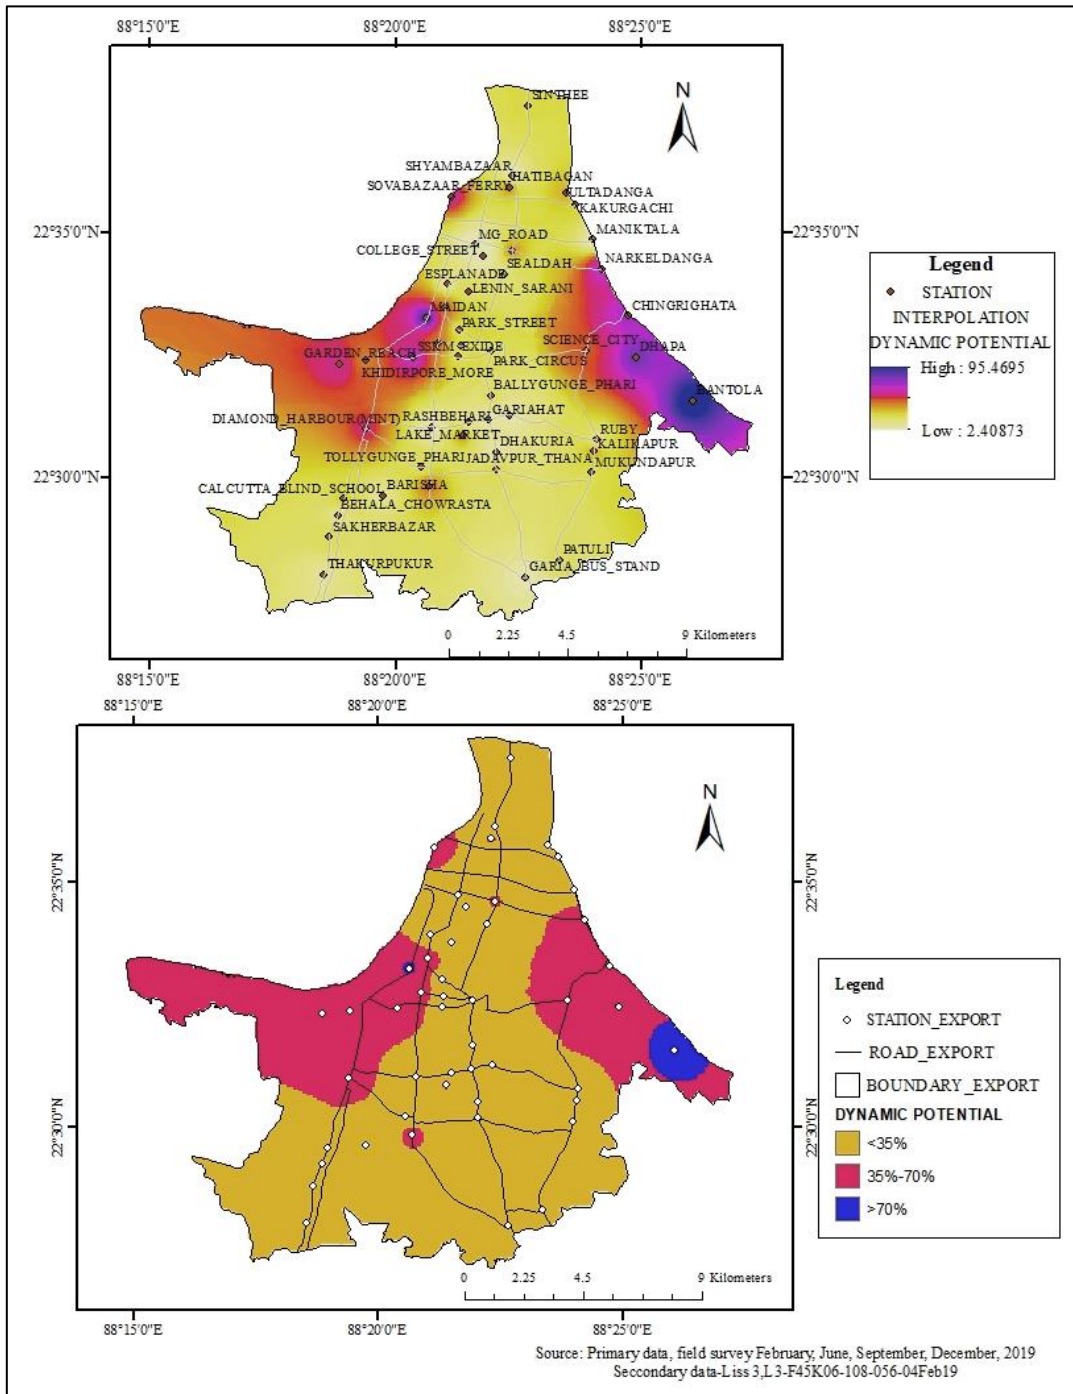 88°15'0"E 88°20'0"E 88°25'0"E
N
SINTHEE
SHYAMBAZAAR
HATIBAGAN
SOVABAZAAR_FERRY
ULTADANGA
KAKURGACHI
22°35'0"N 22°35'0"N
MG_ROAD
MANIKTALA
COLLEGE_STREET
SEALDAH
NARKELDANGA
ESPLANADE
LENIN_SARANI
MAIDAN
CHINGRIGHATA
PARK_STREET
SCIENCE_CITY
DHAPA
GARDEN_REACH
SSKM
EXIDE
PARK_CIRCUS
KHIDIRPORE_MORE
BALLYGUNGE_PHARI
BANTOLA
DIAMOND_HARBOUR(MINT)
RASHBEHARI
GARIAHAT
LAKE_MARKET
RUBY
DHAKURIA
KALIKAPUR
TOLLYGUNGE_PHARI
JADAVPUR_THANA
MUKUNDAPUR
22°30'0"N 22°30'0"N
CALCUTTA_BLIND_SCHOOL
BARISHA
BEHALA_CHOWRASTA
SAKHERBAZAR
PATULI
THAKURPUKUR
GARIA_BUS_STAND
0 2.25 4.5 9 Kilometers
88°15'0"E 88°20'0"E 88°25'0"E
Legend
STATION
INTERPOLATION
DYNAMIC POTENTIAL
High : 95.4695
Low : 2.40873
88°15'0"E 88°20'0"E 88°25'0"E
N
22°35'0"N 22°35'0"N
22°30'0"N 22°30'0"N
0 2.25 4.5 9 Kilometers
88°15'0"E 88°20'0"E 88°25'0"E
Legend
STATION_EXPORT
ROAD_EXPORT
BOUNDARY_EXPORT
DYNAMIC POTENTIAL
<35%
35%-70%
>70%
Source: Primary data, field survey February, June, September, December, 2019
Seccondary data-Liss 3,L3-F45K06-108-056-04Feb19